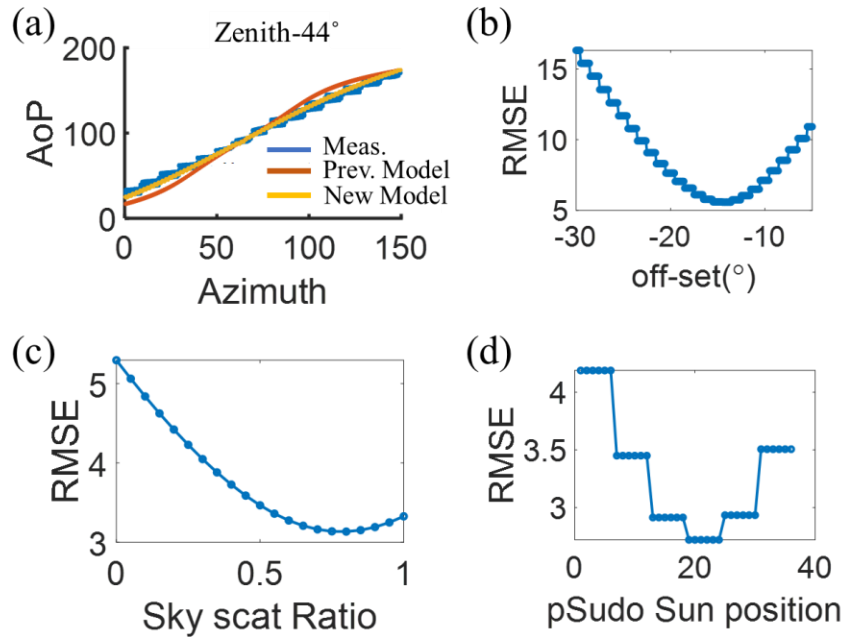 (a)
Zenith-44°
200
100
0
AoP
Meas.
Prev. Model
New Model
0 50 100 150
Azimuth
(b)
15
10
5
RMSE
-30 -20 -10
off-set(°)
(c)
5
4
3
RMSE
0 0.5 1
Sky scat Ratio
(d)
4
3.5
3
RMSE
0 20 40
pSudo Sun position